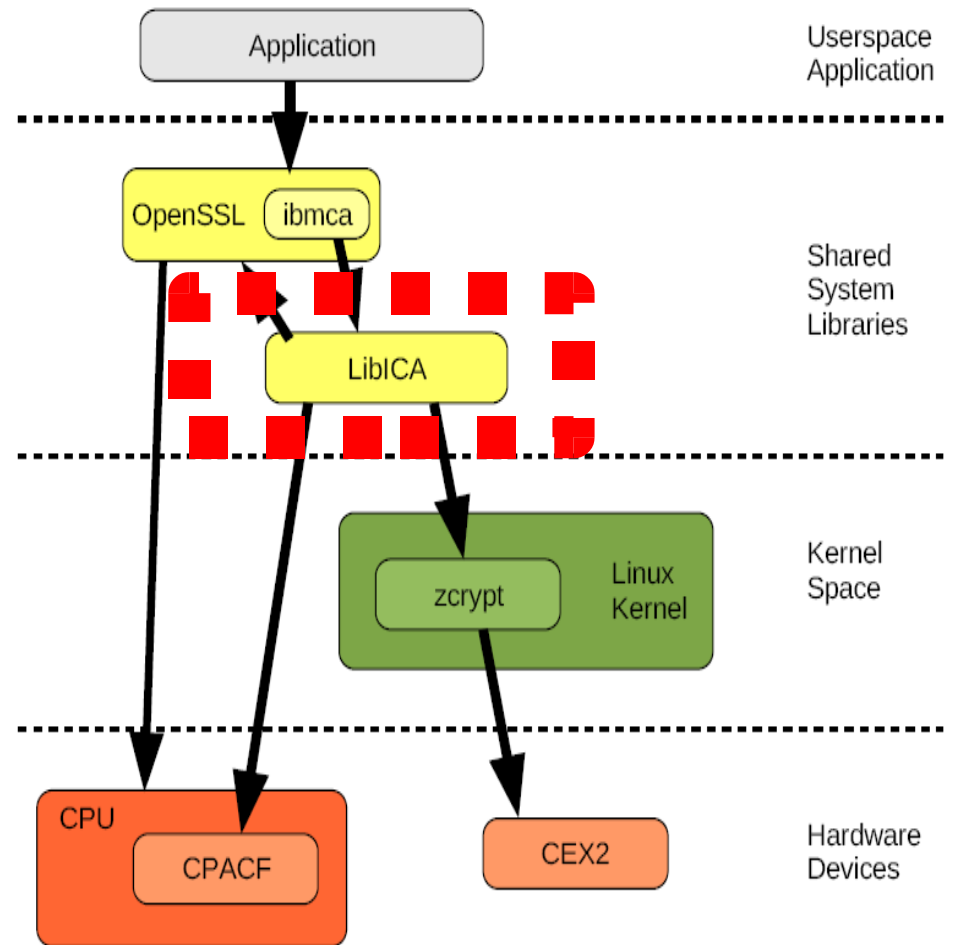 Application
Userspace
Application
OpenSSL
ibmca
Shared
System
Libraries
LibICA
Kernel
Space
Linux
Kernel
zcrypt
CPU
CPACF
CEX2
Hardware
Devices